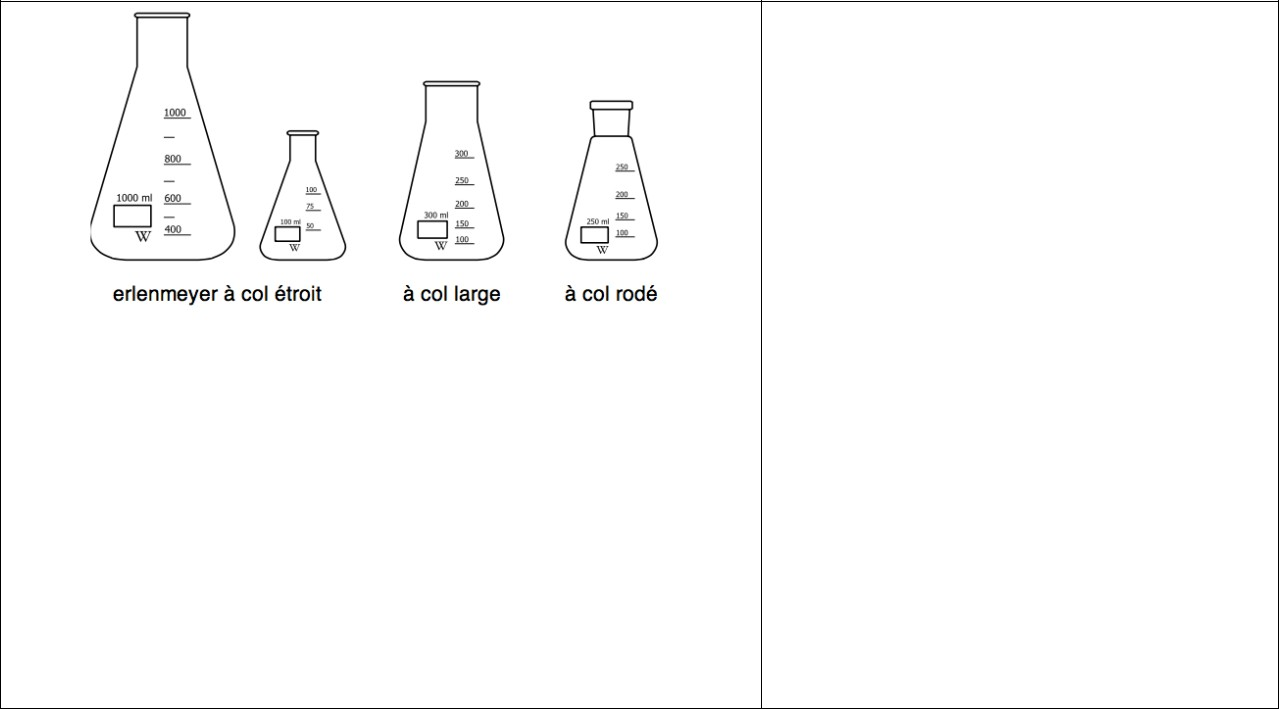 1000
800
1000 ml
600
400
W
100
75
100 ml
50
W
300
250
200
300 ml
150
100
W
250
200
250 ml
150
100
W
erlenmeyer à col étroit
à col large
à col rodé